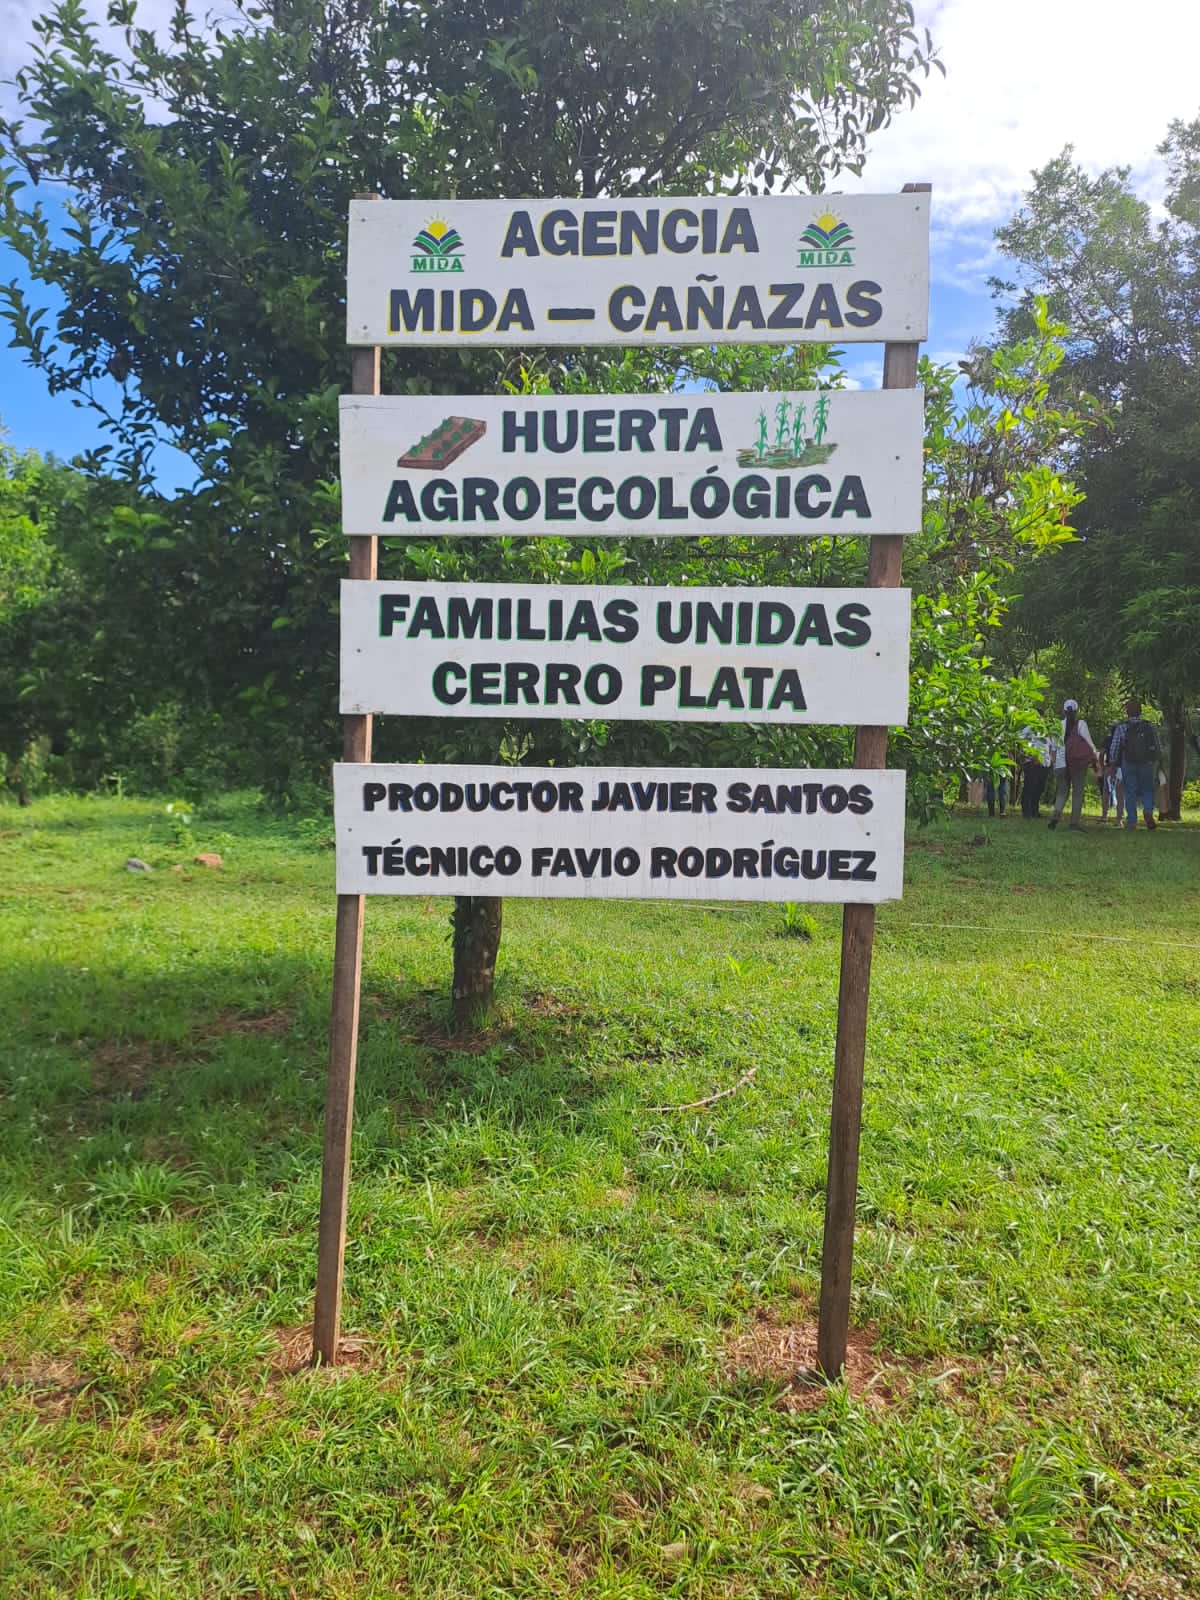 AGENCIA
MIDA
MIDA
MIDA — CAÑAZAS
HUERTA
AGROECOLÓGICA
FAMILIAS UNIDAS
CERRO PLATA
PRODUCTOR JAVIER SANTOS
TÉCNICO FAVIO RODRÍGUEZ